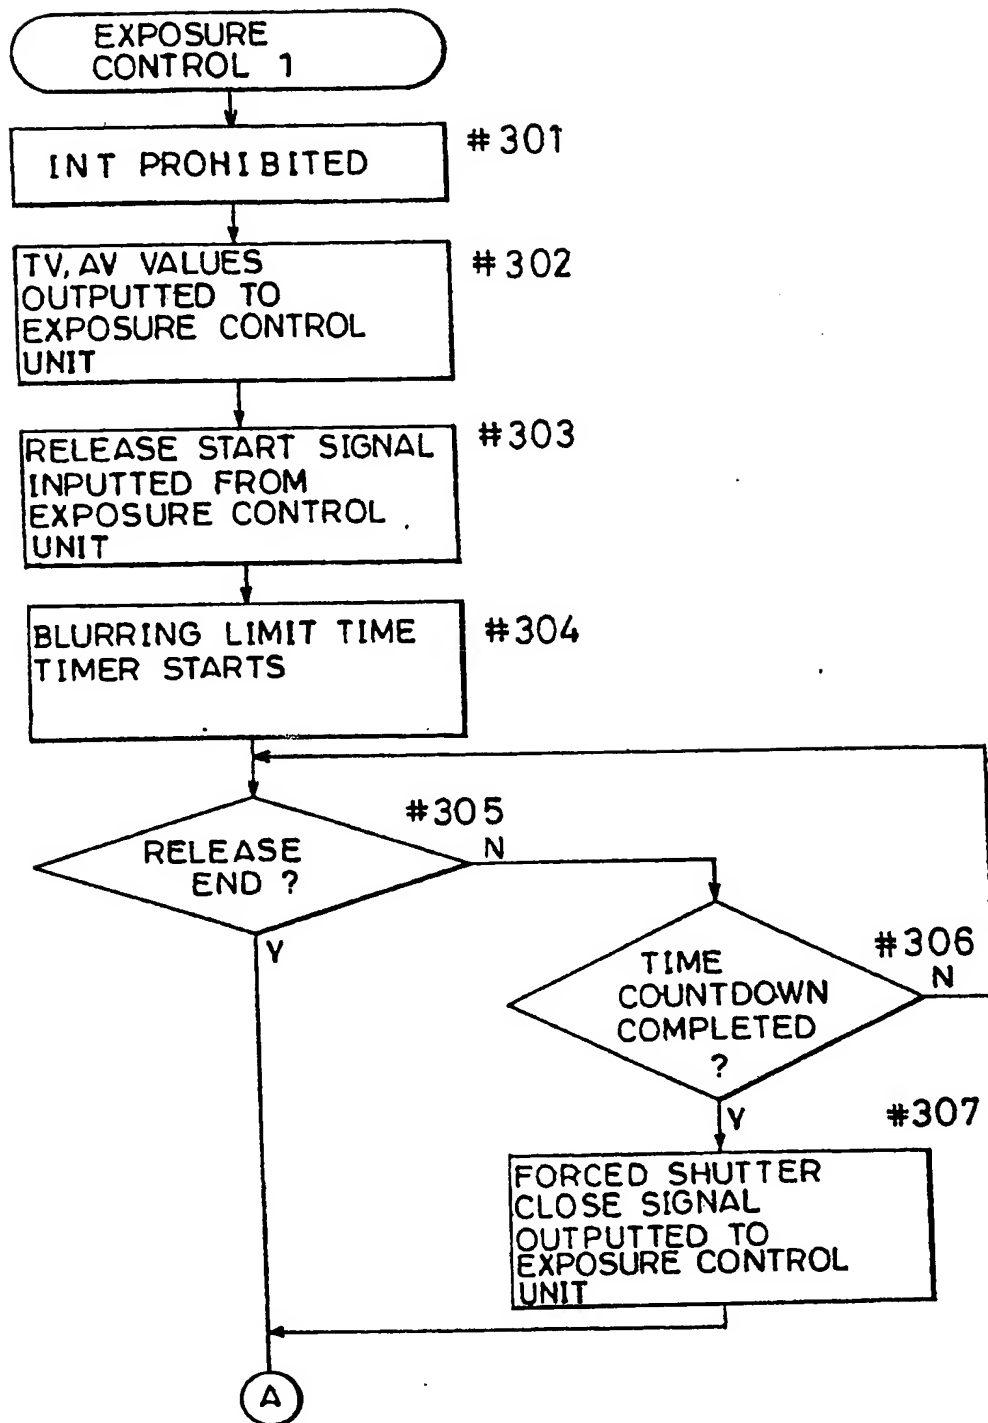 EXPOSURE
CONTROL 1
INT PROHIBITED
#301
TV, AV VALUES
OUTPUTTED TO
EXPOSURE CONTROL
UNIT
#302
RELEASE START SIGNAL
INPUTTED FROM
EXPOSURE CONTROL
UNIT
#303
BLURRING LIMIT TIME
TIMER STARTS
#304
#305
RELEASE
END ?
N
Y
#306
TIME
COUNTDOWN
COMPLETED
?
N
Y
#307
FORCED SHUTTER
CLOSE SIGNAL
OUTPUTTED TO
EXPOSURE CONTROL
UNIT
A